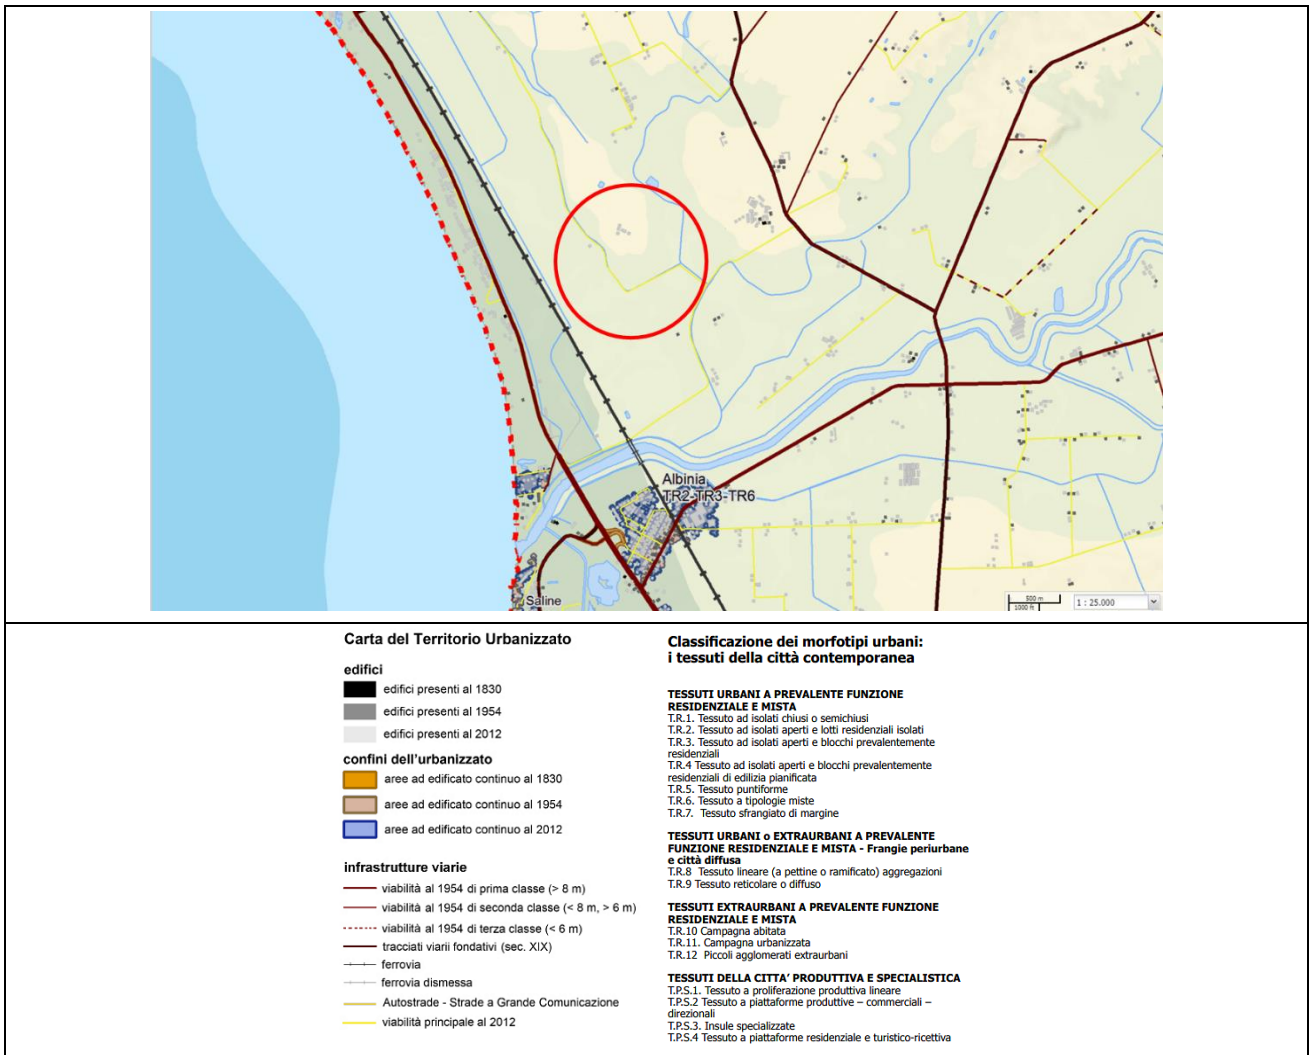 Albinia
TR2-TR3-TR6
Saline
500 m
1000 ft
1 : 25.000
Carta del Territorio Urbanizzato
edifici
edifici presenti al 1830
edifici presenti al 1954
edifici presenti al 2012
confini dell'urbanizzato
aree ad edificato continuo al 1830
aree ad edificato continuo al 1954
aree ad edificato continuo al 2012
infrastrutture viarie
viabilità al 1954 di prima classe (> 8 m)
viabilità al 1954 di seconda classe (< 8 m, > 6 m)
viabilità al 1954 di terza classe (< 6 m)
tracciati viarii fondativi (sec. XIX)
ferrovia
ferrovia dismessa
Autostrade - Strade a Grande Comunicazione
viabilità principale al 2012
Classificazione dei morfotipi urbani:
i tessuti della città contemporanea
TESSUTI URBANI A PREVALENTE FUNZIONE
RESIDENZIALE E MISTA
T.R.1. Tessuto ad isolati chiusi o semichiusi
T.R.2. Tessuto ad isolati aperti e lotti residenziali isolati
T.R.3. Tessuto ad isolati aperti e blocchi prevalentemente
residenziali
T.R.4 Tessuto ad isolati aperti e blocchi prevalentemente
residenziali di edilizia pianificata
T.R.5. Tessuto puntiforme
T.R.6. Tessuto a tipologie miste
T.R.7. Tessuto sfrangiato di margine
TESSUTI URBANI o EXTRAURBANI A PREVALENTE
FUNZIONE RESIDENZIALE E MISTA - Frangie periurbane
e città diffusa
T.R.8 Tessuto lineare (a pettine o ramificato) aggregazioni
T.R.9 Tessuto reticolare o diffuso
TESSUTI EXTRAURBANI A PREVALENTE FUNZIONE
RESIDENZIALE E MISTA
T.R.10 Campagna abitata
T.R.11. Campagna urbanizzata
T.R.12 Piccoli agglomerati extraurbani
TESSUTI DELLA CITTA' PRODUTTIVA E SPECIALISTICA
T.P.S.1. Tessuto a proliferazione produttiva lineare
T.P.S.2 Tessuto a piattaforme produttive – commerciali –
direzionali
T.P.S.3. Insule specializzate
T.P.S.4 Tessuto a piattaforme residenziale e turistico-ricettiva